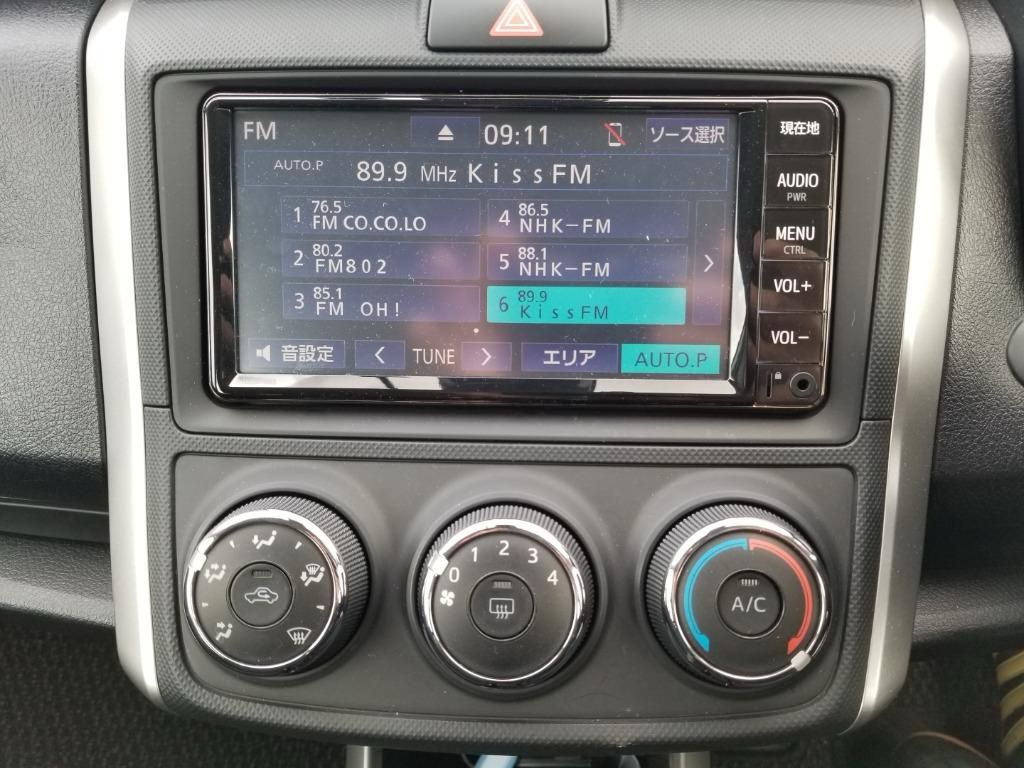 FM 09:11 ソース選択
AUTO.P 89.9 MHz KissFM
1 76.5 FM CO.CO.LO
4 86.5 NHK-FM
2 80.2 FM802
5 88.1 NHK-FM
3 85.1 FM OH!
6 89.9 KissFM
音設定 < TUNE > エリア AUTO.P
現在地
AUDIO
PWR
MENU
CTRL
VOL+
VOL-
0 1 2 3 4
A/C